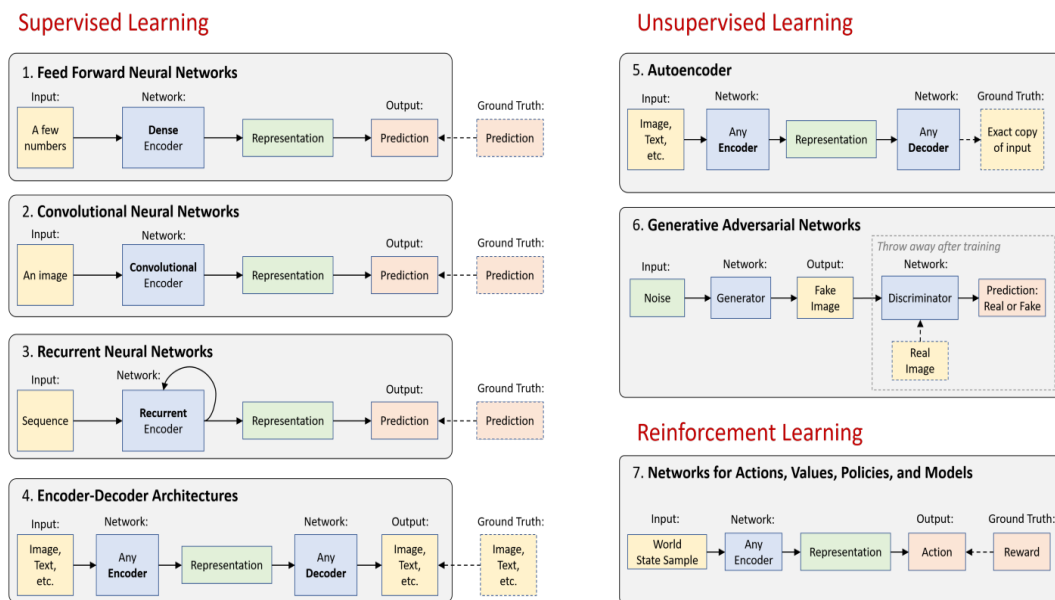 Supervised Learning
1. Feed Forward Neural Networks
Input:
Network:
Output:
Ground Truth:
A few
numbers
Dense
Encoder
Representation
Prediction
Prediction
2. Convolutional Neural Networks
Input:
Network:
Output:
Ground Truth:
An image
Convolutional
Encoder
Representation
Prediction
Prediction
3. Recurrent Neural Networks
Input:
Network:
Output:
Ground Truth:
Sequence
Recurrent
Encoder
Representation
Prediction
Prediction
4. Encoder-Decoder Architectures
Input:
Network:
Network:
Output:
Ground Truth:
Image,
Text,
etc.
Any
Encoder
Representation
Any
Decoder
Image,
Text,
etc.
Image,
Text,
etc.
Unsupervised Learning
5. Autoencoder
Input:
Network:
Network:
Ground Truth:
Image,
Text,
etc.
Any
Encoder
Representation
Any
Decoder
Exact copy
of input
6. Generative Adversarial Networks
Throw away after training
Input:
Network:
Output:
Network:
Noise
Generator
Fake
Image
Discriminator
Prediction:
Real or Fake
Real
Image
Reinforcement Learning
7. Networks for Actions, Values, Policies, and Models
Input:
Network:
Output:
Ground Truth:
World
State Sample
Any
Encoder
Representation
Action
Reward